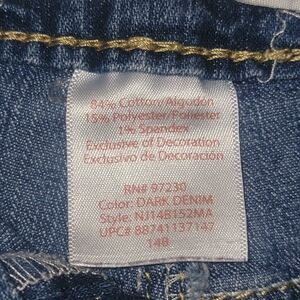 84% Cotton/Algodon
15% Polyester/Poliester
1% Spandex
Exclusive of Decoration
Exclusivo de Decoración
RN# 97230
Color: DARK DENIM
Style: NJ14B152MA
UPC# 88741137147
14B